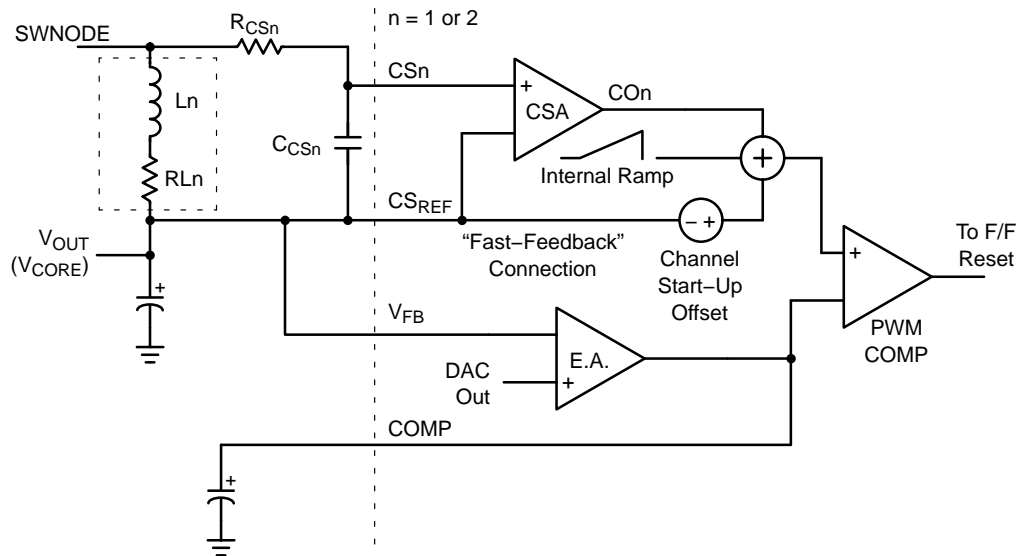 n = 1 or 2
SWNODE
RCSn
CSn
+
CSA
COn
Ln
CCSn
+
Internal Ramp
RLn
CSREF
− +
VOUT
(VCORE)
+
“Fast−Feedback”
Connection
Channel
Start−Up
Offset
+
To F/F
Reset
PWM
COMP
VFB
E.A.
DAC
Out
+
COMP
+